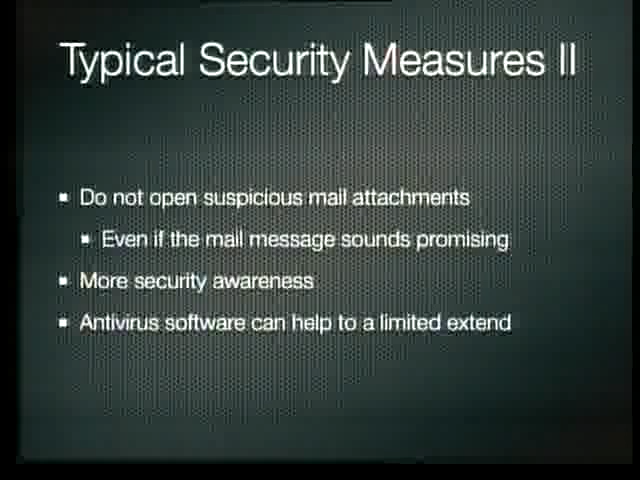 Typical Security Measures II
Do not open suspicious mail attachments
Even if the mail message sounds promising
More security awareness
Antivirus software can help to a limited extend